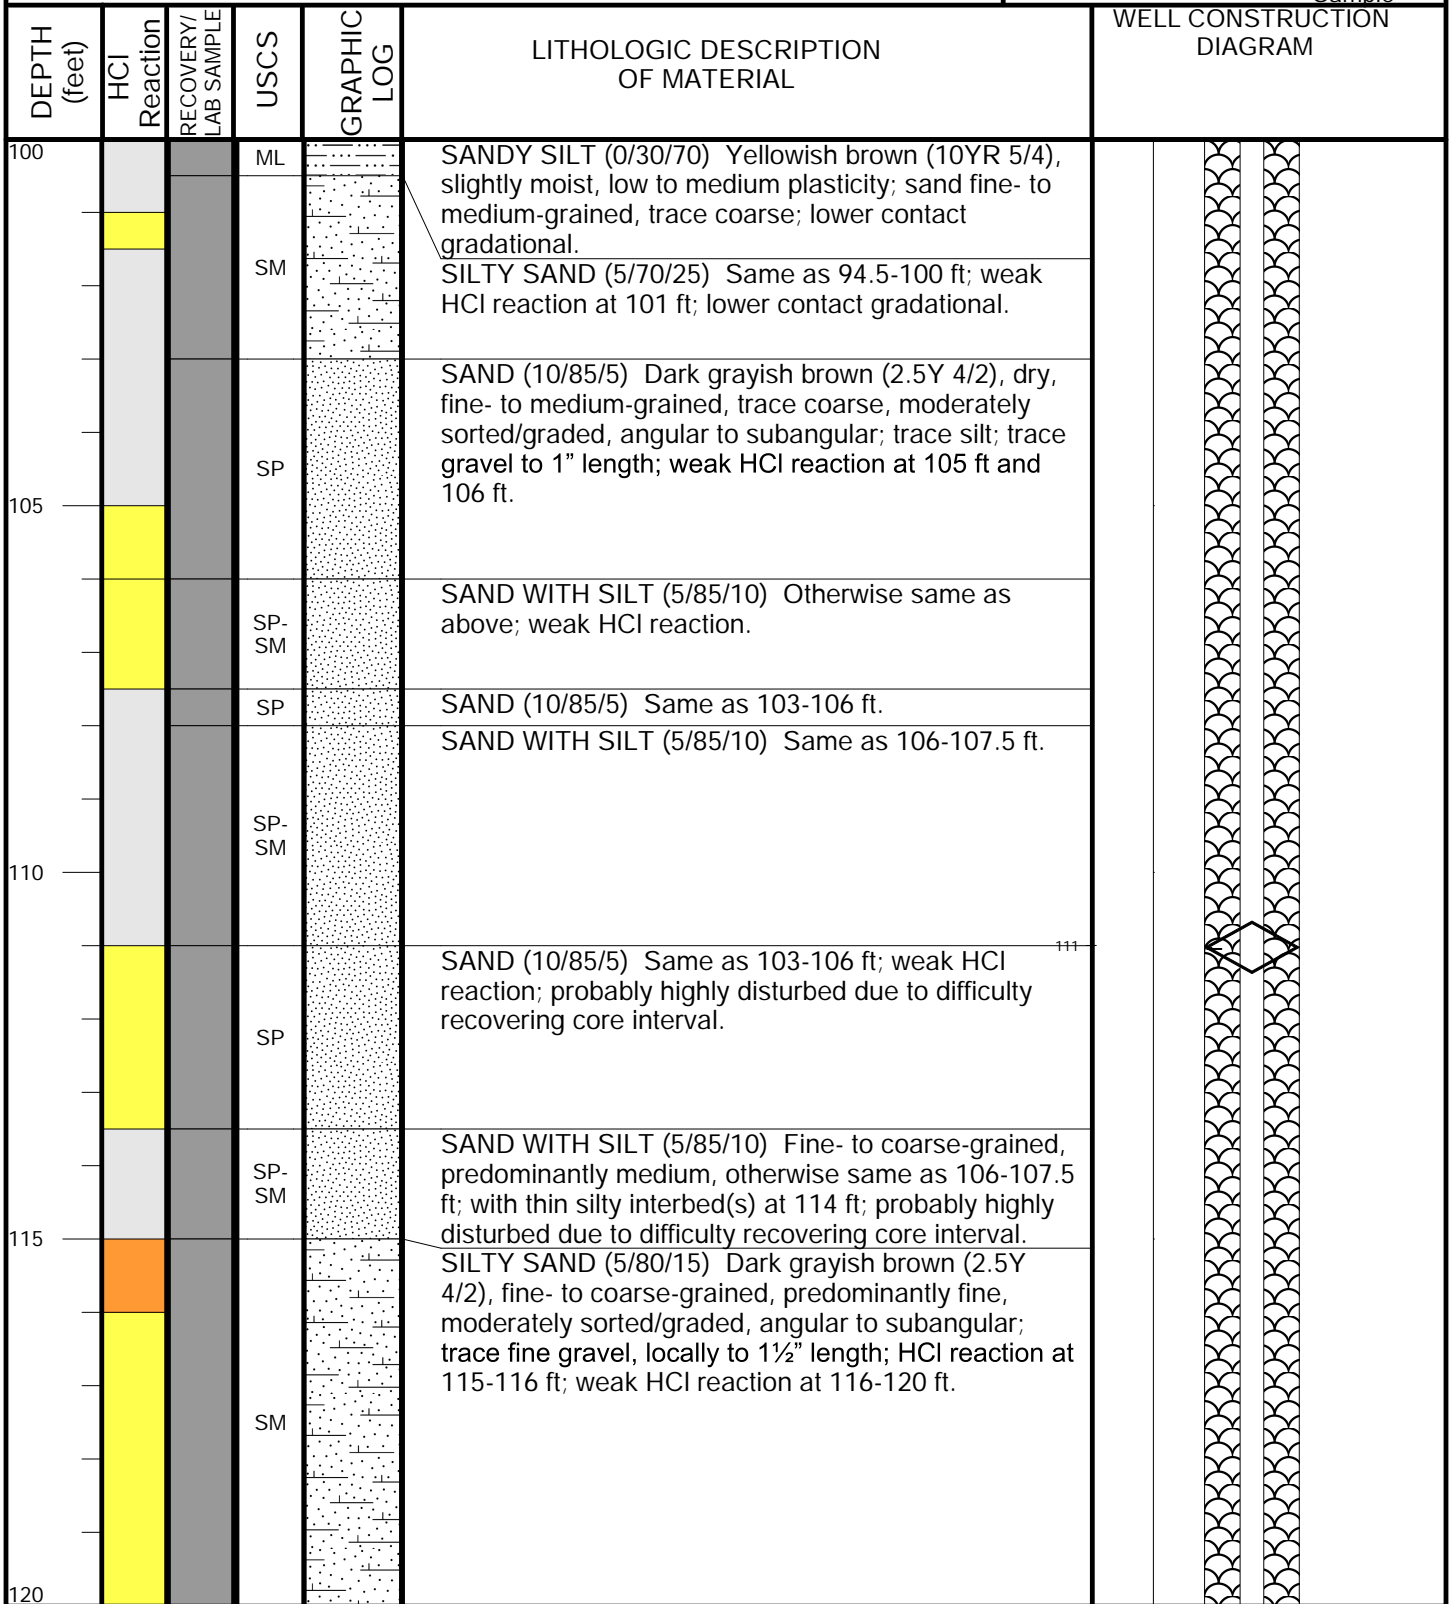 Sample
DEPTH
(feet)
HCl
Reaction
RECOVERY/
LAB SAMPLE
USCS
GRAPHIC
LOG
LITHOLOGIC DESCRIPTION
OF MATERIAL
WELL CONSTRUCTION
DIAGRAM
100
ML
SANDY SILT (0/30/70) Yellowish brown (10YR 5/4),
slightly moist, low to medium plasticity; sand fine- to
medium-grained, trace coarse; lower contact
gradational.
SM
SILTY SAND (5/70/25) Same as 94.5-100 ft; weak
HCl reaction at 101 ft; lower contact gradational.
SAND (10/85/5) Dark grayish brown (2.5Y 4/2), dry,
fine- to medium-grained, trace coarse, moderately
sorted/graded, angular to subangular; trace silt; trace
gravel to 1” length; weak HCl reaction at 105 ft and
106 ft.
SP
105
SAND WITH SILT (5/85/10) Otherwise same as
above; weak HCl reaction.
SP-
SM
SP
SAND (10/85/5) Same as 103-106 ft.
SAND WITH SILT (5/85/10) Same as 106-107.5 ft.
SP-
SM
110
111
SAND (10/85/5) Same as 103-106 ft; weak HCl
reaction; probably highly disturbed due to difficulty
recovering core interval.
SP
SAND WITH SILT (5/85/10) Fine- to coarse-grained,
predominantly medium, otherwise same as 106-107.5
ft; with thin silty interbed(s) at 114 ft; probably highly
disturbed due to difficulty recovering core interval.
SP-
SM
115
SILTY SAND (5/80/15) Dark grayish brown (2.5Y
4/2), fine- to coarse-grained, predominantly fine,
moderately sorted/graded, angular to subangular;
trace fine gravel, locally to 1½” length; HCl reaction at
115-116 ft; weak HCl reaction at 116-120 ft.
SM
120